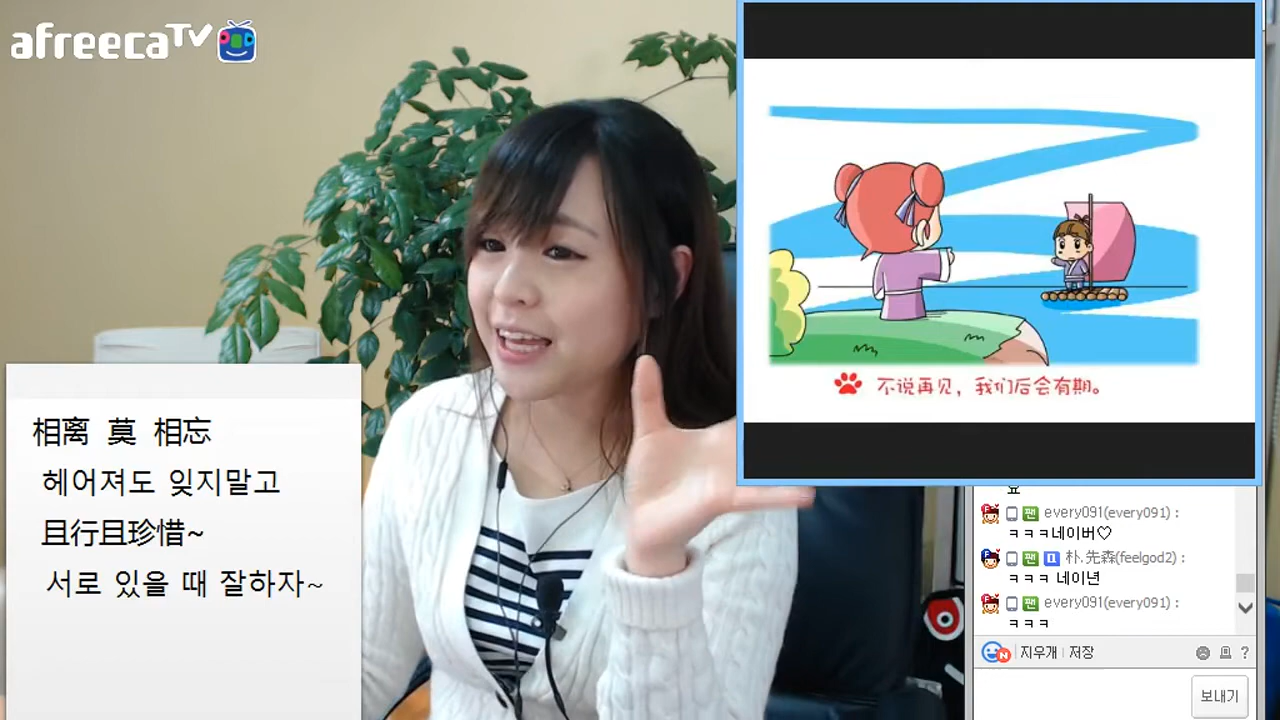 afreecaTV
相离 莫 相忘
헤어져도 잊지말고
且行且珍惜~
서로 있을 때 잘하자~
不说再见，我们后会有期。
every091(every091) :
ㅋㅋㅋ네이버♡
朴.先森(feelgod2) :
ㅋㅋㅋ 네이년
every091(every091) :
ㅋㅋㅋ
지우개 저장
보내기